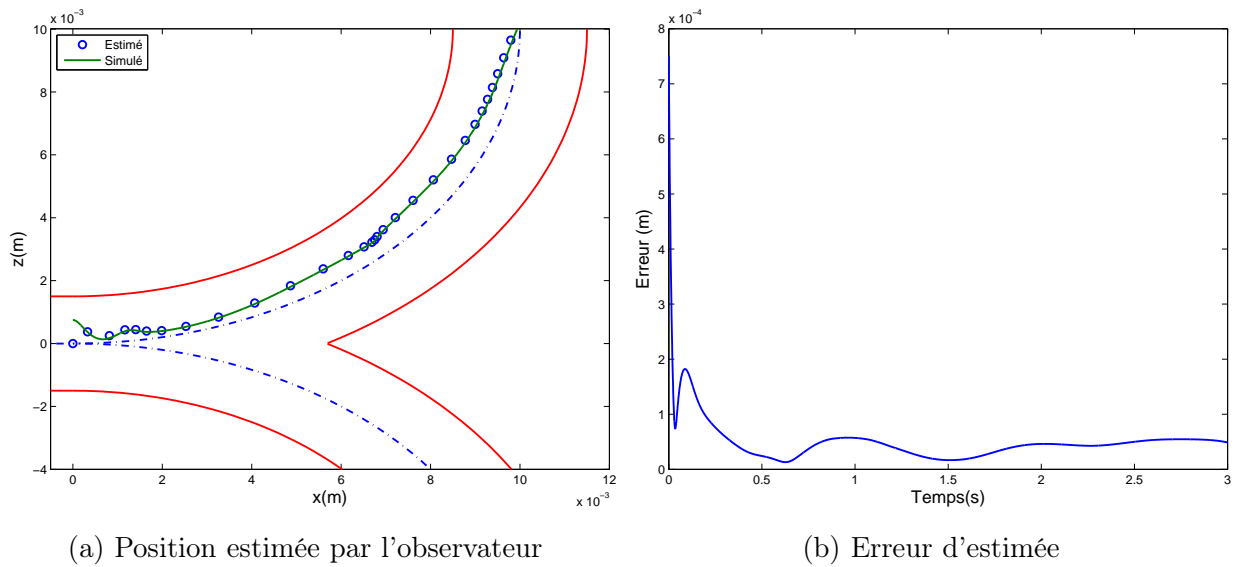 x 10⁻³
10
8
6
4
2
0
−2
−4
z(m)
Estimé
Simulé
0
2
4
6
8
10
12
x(m)
x 10⁻³
(a) Position estimée par l'observateur
x 10⁻⁴
8
7
6
5
4
3
2
1
0
Erreur (m)
0
0.5
1
1.5
2
2.5
3
Temps(s)
(b) Erreur d'estimée